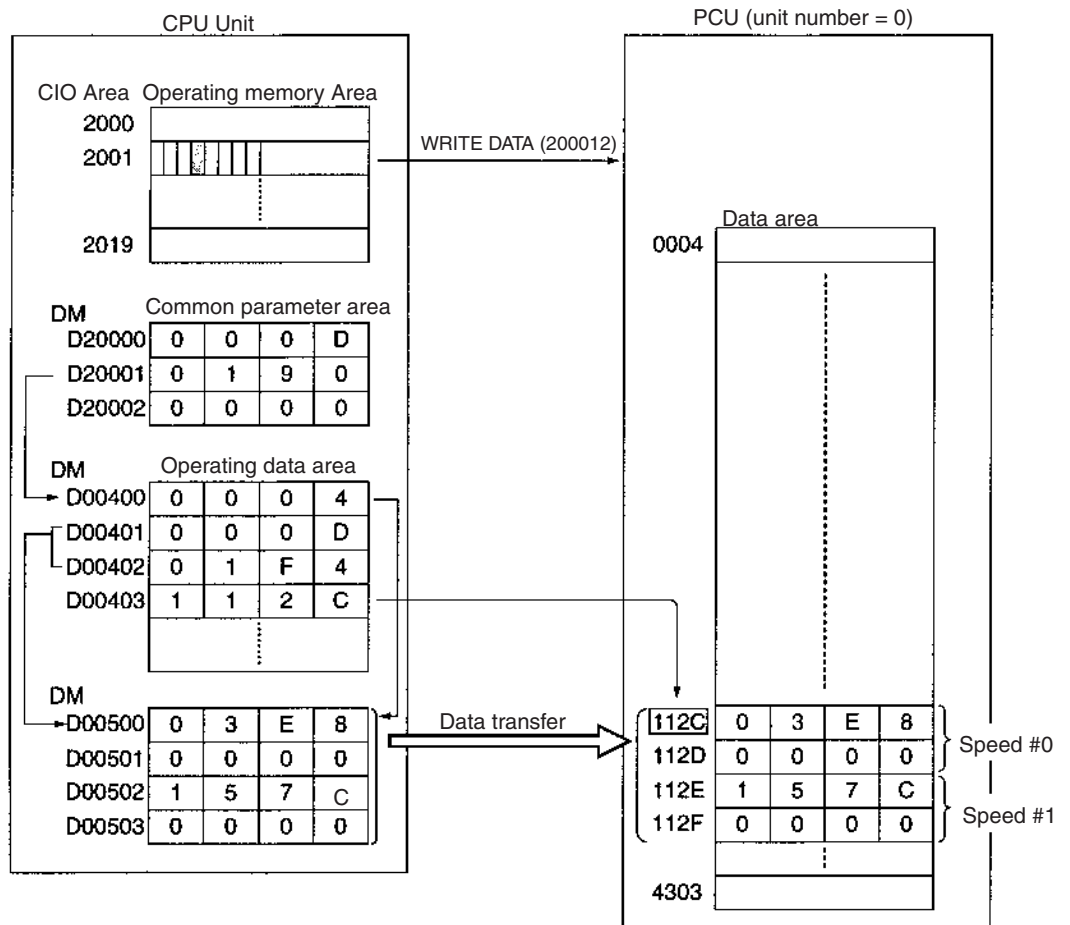 CPU Unit
PCU (unit number = 0)
CIO Area Operating memory Area
2000
2001
WRITE DATA (200012)
2019
Data area
0004
DM Common parameter area
D20000 0 0 0 D
D20001 0 1 9 0
D20002 0 0 0 0
DM Operating data area
D00400 0 0 0 4
D00401 0 0 0 D
D00402 0 1 F 4
D00403 1 1 2 C
DM
D00500 0 3 E 8
D00501 0 0 0 0
D00502 1 5 7 C
D00503 0 0 0 0
Data transfer
112C 0 3 E 8
112D 0 0 0 0
Speed #0
112E 1 5 7 C
112F 0 0 0 0
Speed #1
4303